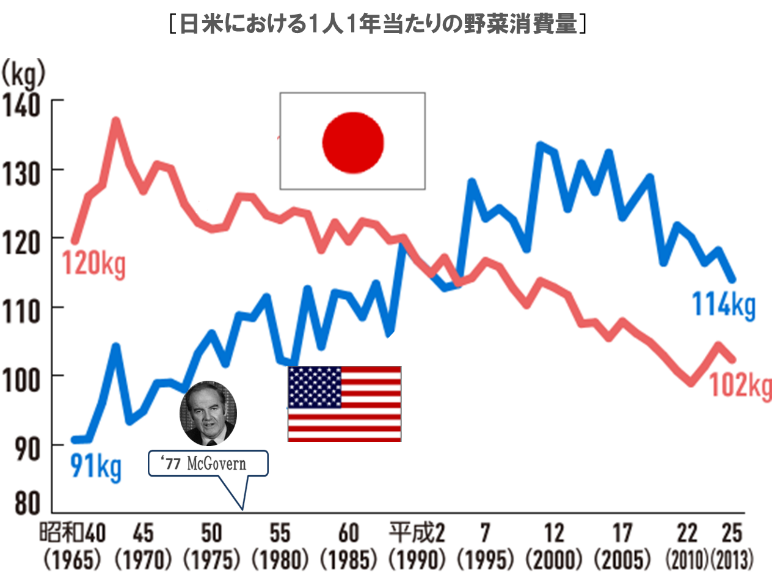 [日米における1人1年当たりの野菜消費量]
(kg)
140
130
120
110
100
90
80
120kg
91kg
114kg
102kg
‘77 McGovern
昭和40 45 50 55 60 平成2 7 12 17 22 25
(1965) (1970) (1975) (1980) (1985) (1990) (1995) (2000) (2005) (2010) (2013)